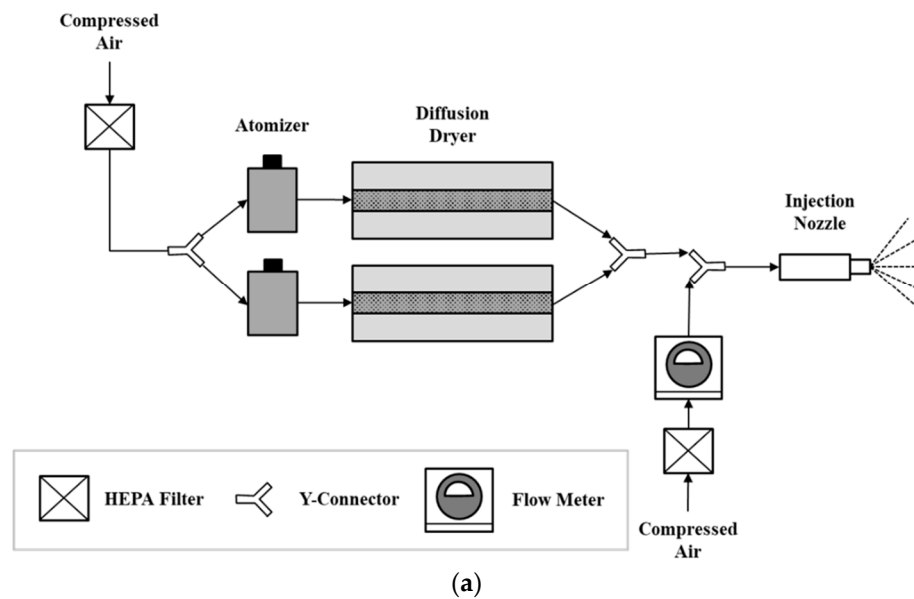 Compressed
Air
Atomizer
Diffusion
Dryer
Injection
Nozzle
HEPA Filter
Y-Connector
Flow Meter
Compressed
Air
(a)